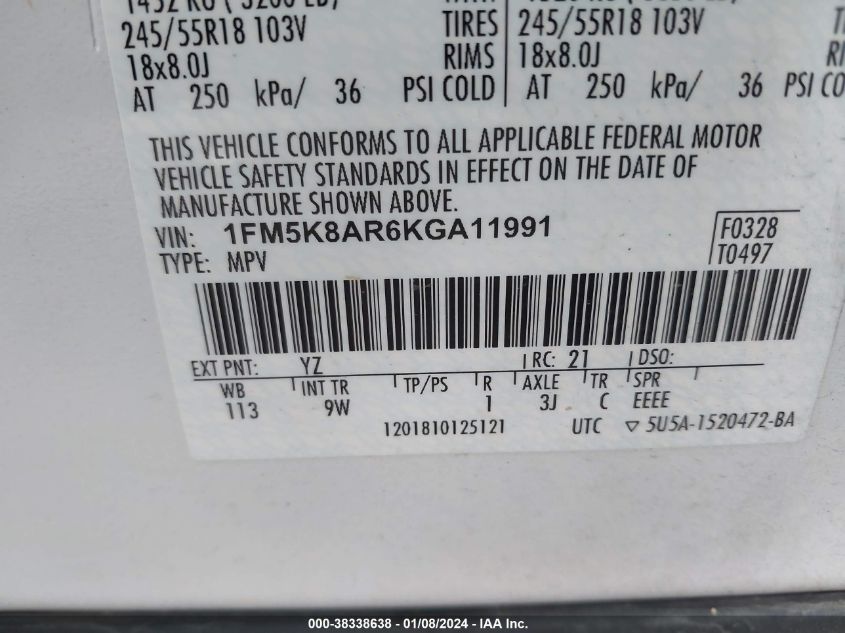 245/55R18 103V TIRES 245/55R18 103V
18x8.0J RIMS 18x8.0J
AT 250 kPa/ 36 PSI COLD AT 250 kPa/ 36 PSI CO
THIS VEHICLE CONFORMS TO ALL APPLICABLE FEDERAL MOTOR
VEHICLE SAFETY STANDARDS IN EFFECT ON THE DATE OF
MANUFACTURE SHOWN ABOVE.
VIN: 1FM5K8AR6KGA11991 F0328
TYPE: MPV T0497
EXT PNT: YZ RC: 21 DSO:
WB INT TR TP/PS R AXLE TR SPR
113 9W 1 3J C EEEE
1201810125121 UTC ▽ 5U5A-1520472-BA
000-38338638 - 01/08/2024 - IAA Inc.